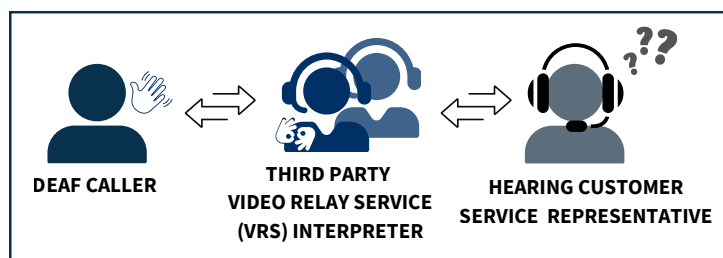 DEAF CALLER
THIRD PARTY
VIDEO RELAY SERVICE
(VRS) INTERPRETER
HEARING CUSTOMER
SERVICE REPRESENTATIVE
???